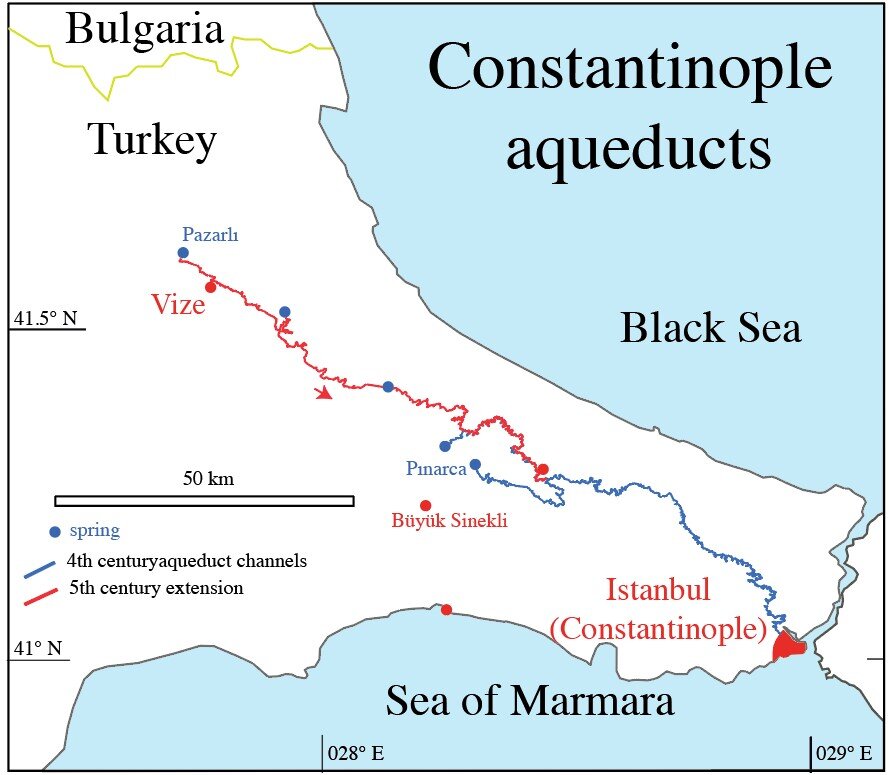 Bulgaria
Constantinople
aqueducts
Turkey
Pazarlı
Vize
41.5° N
Black Sea
Pınarca
50 km
Büyük Sinekli
spring
4th centuryaqueduct channels
5th century extension
Istanbul
(Constantinople)
41° N
Sea of Marmara
028° E
029° E